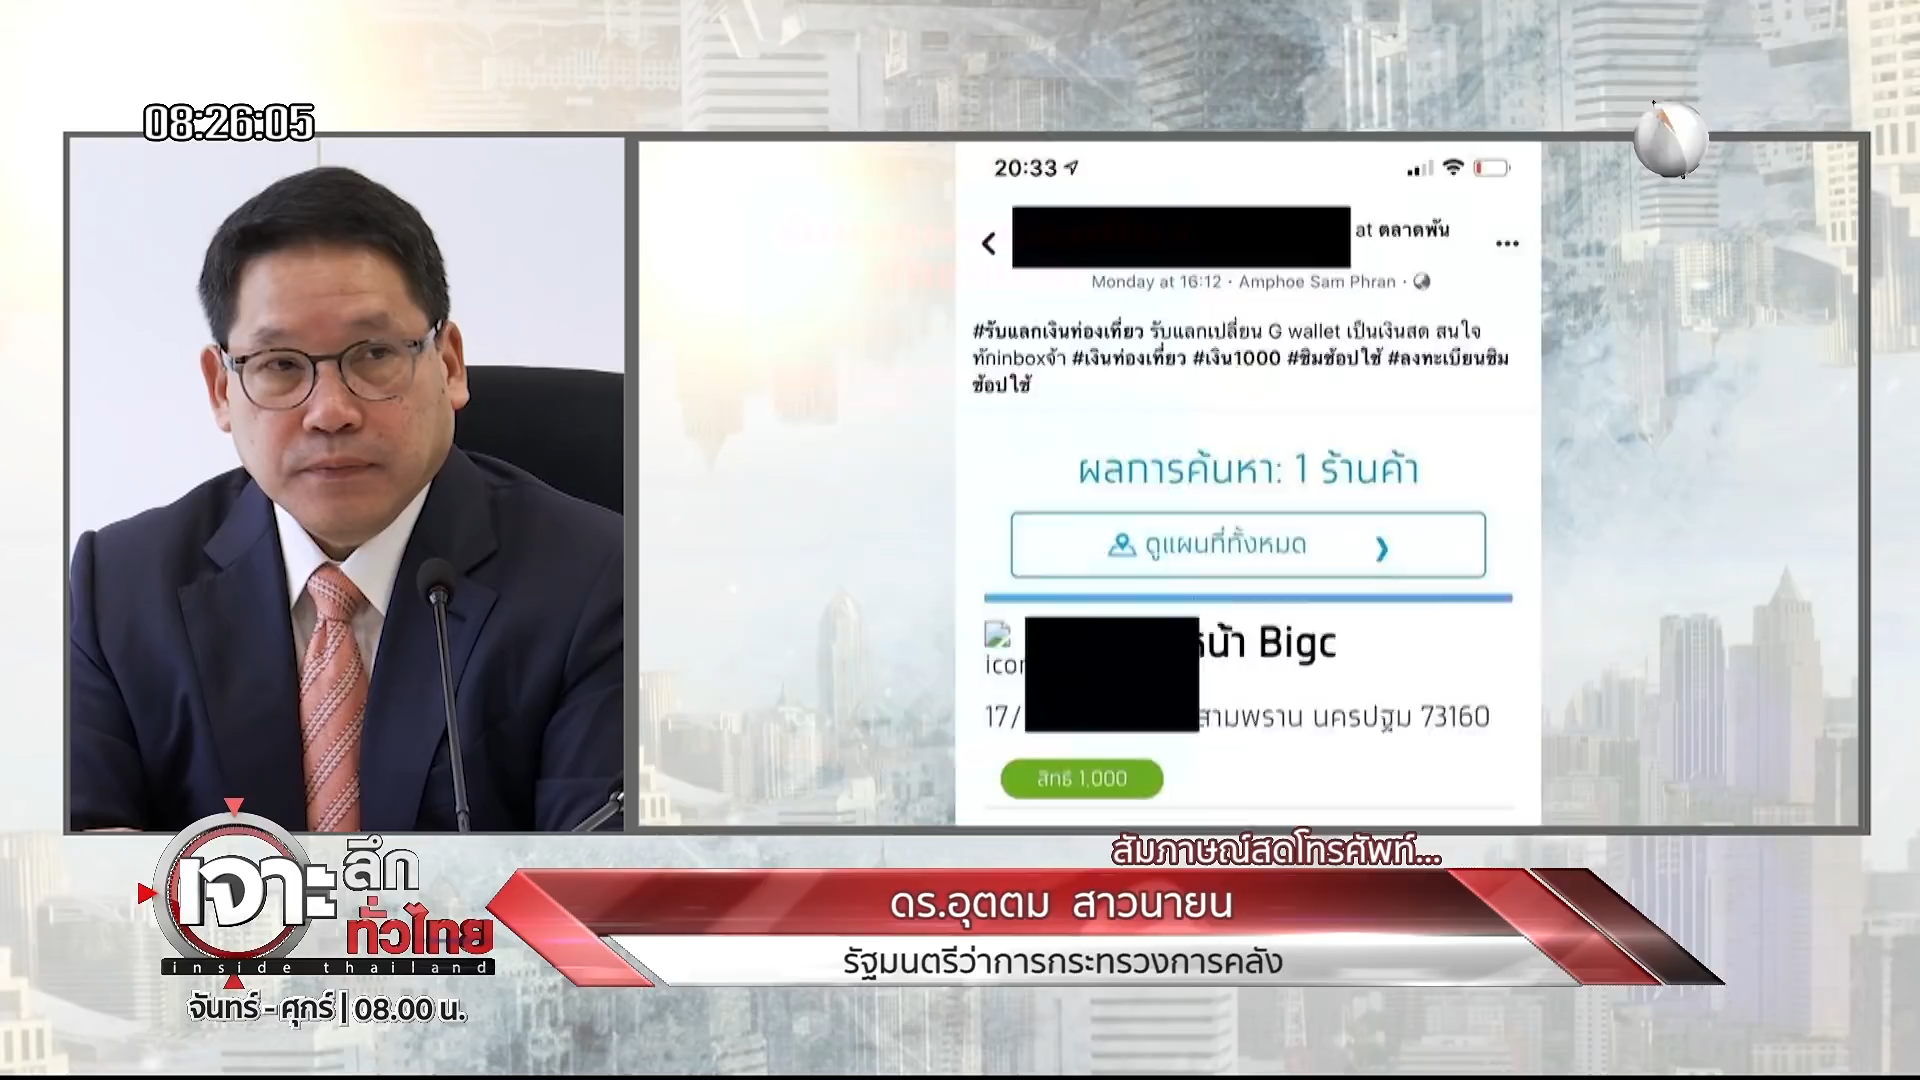 08:26:05
20:33
at ตลาดพัน
Monday at 16:12 · Amphoe Sam Phran ·
#รับแลกเงินท่องเที่ยว รับแลกเปลี่ยน G wallet เป็นเงินสด สนใจ
ทักinboxจ้า #เงินท่องเที่ยว #เงิน1000 #ชิมช้อปใช้ #ลงทะเบียนชิม
ช้อปใช้
ผลการค้นหา: 1 ร้านค้า
ดูแผนที่ทั้งหมด
หน้า Bigc
17/
สามพราน นครปฐม 73160
สิทธิ 1,000
สัมภาษณ์สดโทรศัพท์...
ดร.อุตตม สาวนายน
รัฐมนตรีว่าการกระทรวงการคลัง
เจาะลึก
ทั่วไทย
inside thailand
จันทร์ - ศุกร์ | 08.00 น.